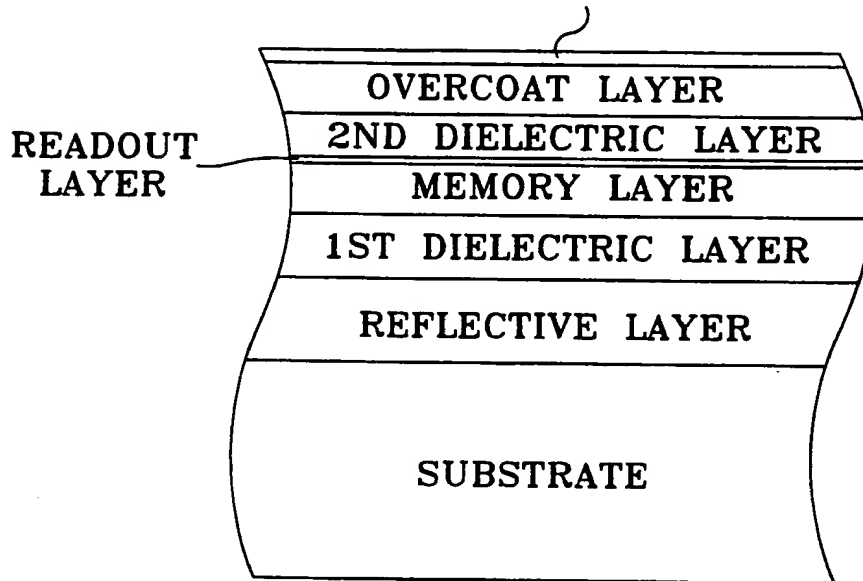 OVERCOAT LAYER
2ND DIELECTRIC LAYER
READOUT
LAYER
MEMORY LAYER
1ST DIELECTRIC LAYER
REFLECTIVE LAYER
SUBSTRATE